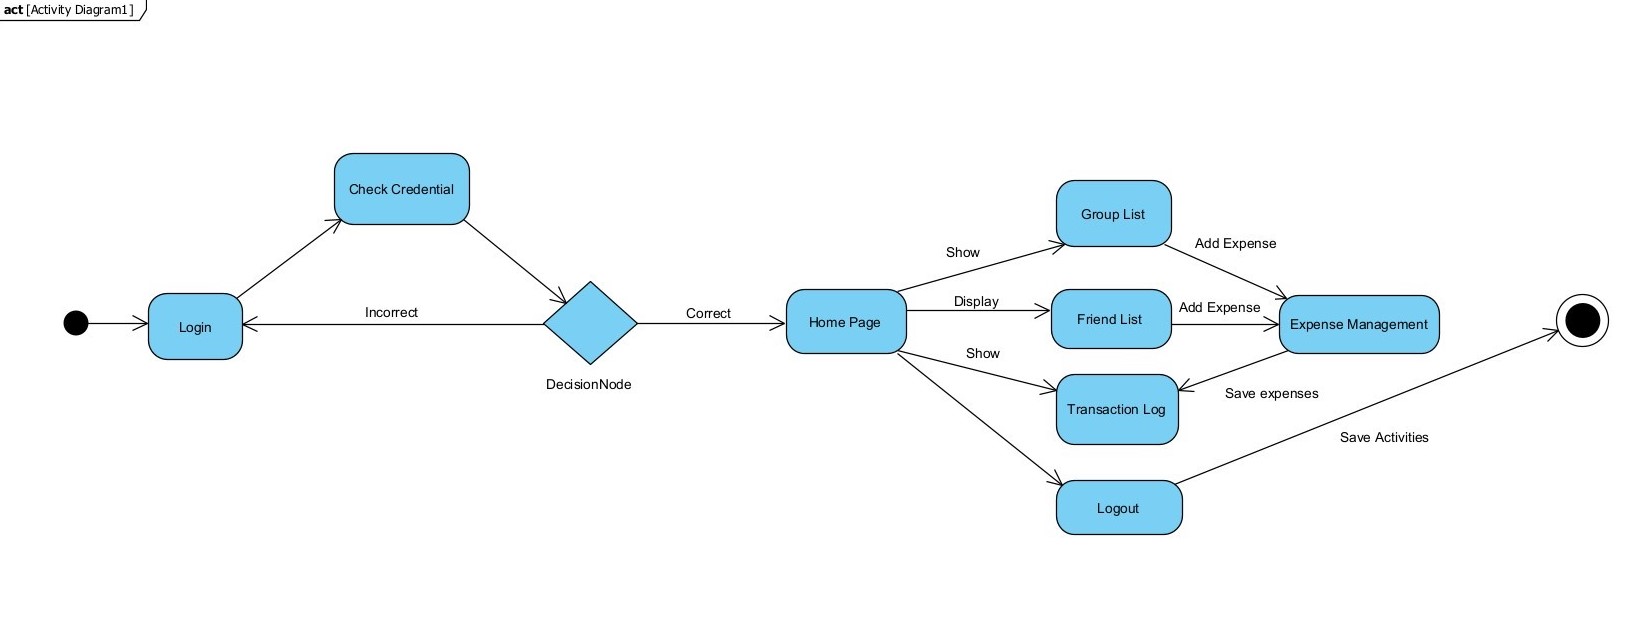 act [Activity Diagram1]
Check Credential
Login
Incorrect
DecisionNode
Correct
Home Page
Show
Display
Show
Group List
Friend List
Transaction Log
Logout
Add Expense
Add Expense
Expense Management
Save expenses
Save Activities